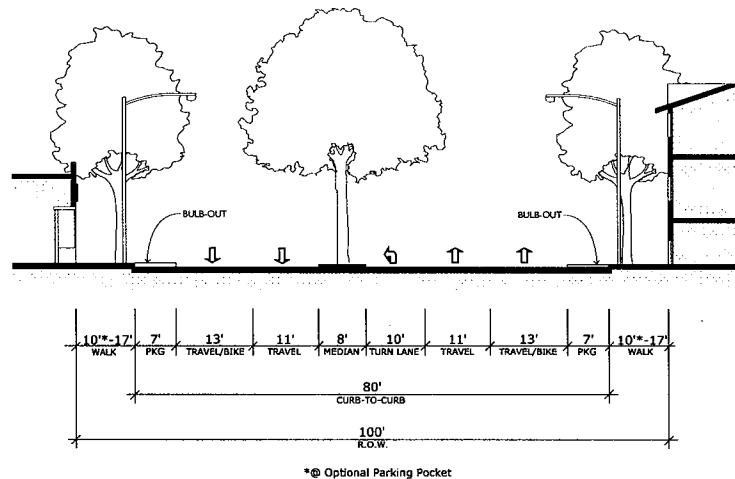 BULB-OUT
BULB-OUT
10'*-17' 7' 13' 11' 8' 10' 11' 13' 7' 10'*-17'
WALK PKG TRAVEL/BIKE TRAVEL MEDIAN TURN LANE TRAVEL TRAVEL/BIKE PKG WALK
80'
CURB-TO-CURB
100'
R.O.W.
*@ Optional Parking Pocket